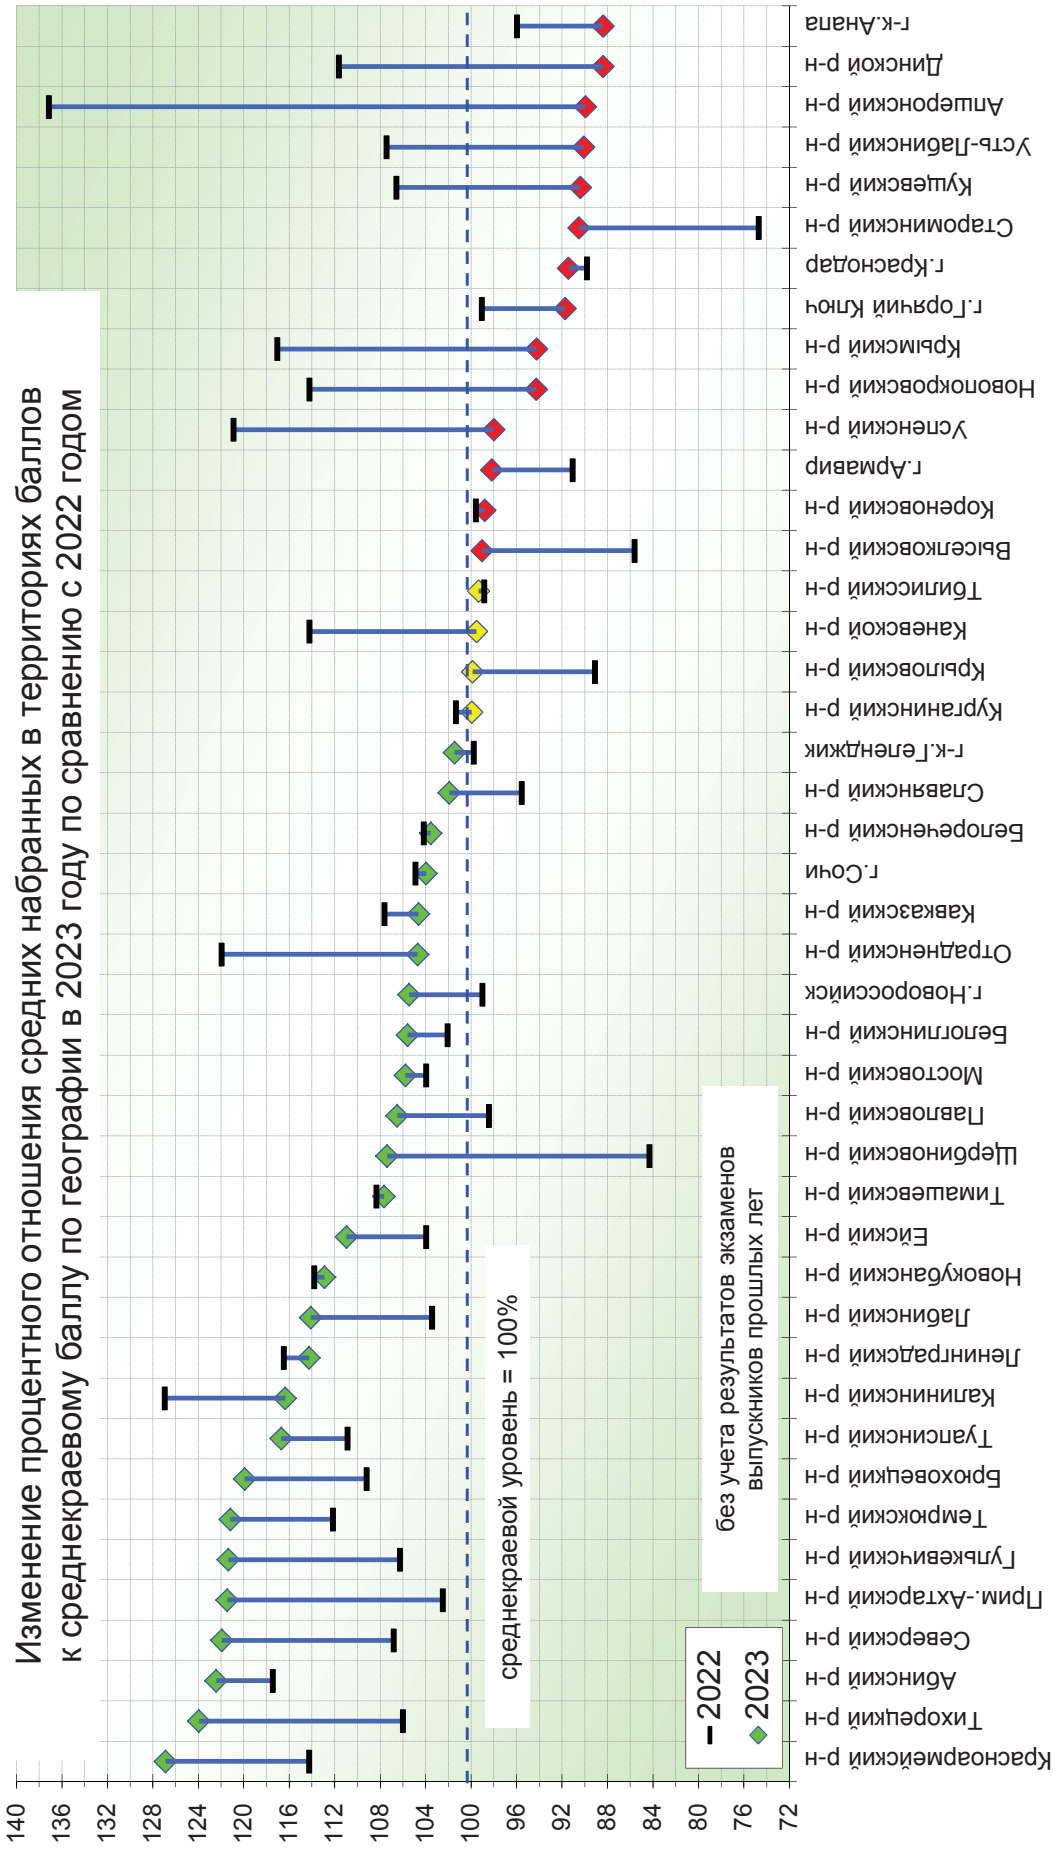 Изменение процентного отношения средних набранных в территориях баллов
к среднекраевому баллу по географии в 2023 году по сравнению с 2022 годом
140
136
132
128
124
120
116
112
108
104
100
96
92
88
84
80
76
72
среднекраевой уровень = 100%
без учета результатов экзаменов
выпускников прошлых лет
2022
2023
Красноармейский р-н
Тихорецкий р-н
Абинский р-н
Северский р-н
Прим.-Ахтарский р-н
Гулькевичский р-н
Темрюкский р-н
Брюховецкий р-н
Туапсинский р-н
Калининский р-н
Ленинградский р-н
Лабинский р-н
Новокубанский р-н
Ейский р-н
Тимашевский р-н
Щербиновский р-н
Павловский р-н
Мостовский р-н
Белоглинский р-н
г.Новороссийск
Отрадненский р-н
Кавказский р-н
г.Сочи
Белореченский р-н
Славянский р-н
г-к.Геленджик
Курганинский р-н
Крыловский р-н
Каневской р-н
Тбилисский р-н
Выселковский р-н
Кореновский р-н
г.Армавир
Успенский р-н
Новопокровский р-н
Крымский р-н
г.Горячий Ключ
г.Краснодар
Староминский р-н
Кущевский р-н
Усть-Лабинский р-н
Апшеронский р-н
Динской р-н
г-к.Анапа